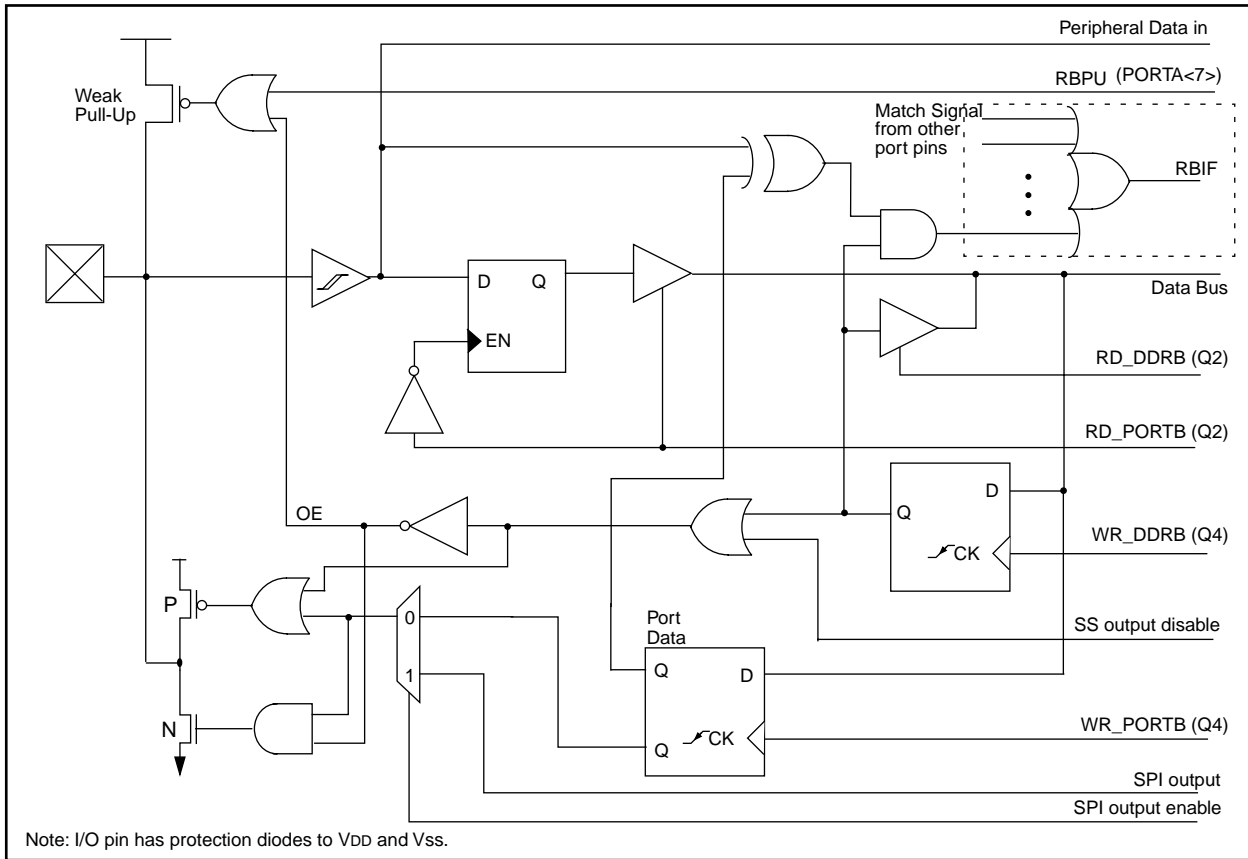 Peripheral Data in
RBPU (PORTA<7>)
Weak
Pull-Up
Match Signal
from other
port pins
RBIF
D Q
EN
Data Bus
RD_DDRB (Q2)
RD_PORTB (Q2)
OE
D
Q
CK
WR_DDRB (Q4)
P
0
1
Port
Data
SS output disable
Q
D
N
Q
CK
WR_PORTB (Q4)
SPI output
SPI output enable
Note: I/O pin has protection diodes to VDD and Vss.